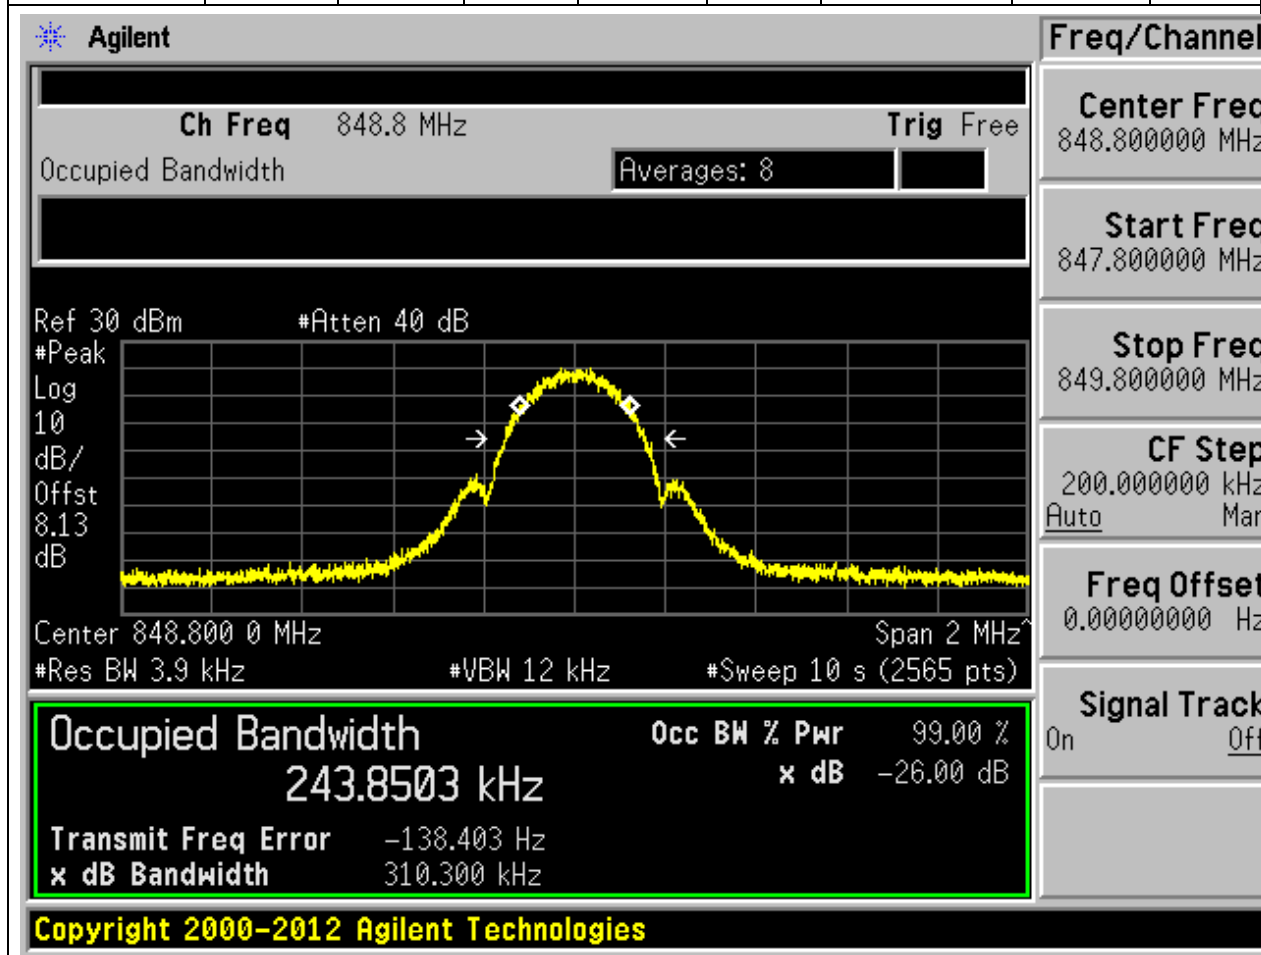 Agilent
Freq/Channel
Ch Freq 848.8 MHz Trig Free
Occupied Bandwidth Averages: 8
Center Freq
848.800000 MHz
Start Freq
847.800000 MHz
Stop Freq
849.800000 MHz
CF Step
200.000000 kHz
Auto Man
Freq Offset
0.00000000 Hz
Signal Track
On Off
Ref 30 dBm #Atten 40 dB
#Peak
Log
10
dB/
Offst
8.13
dB
Center 848.800 0 MHz Span 2 MHz^
#Res BW 3.9 kHz #VBW 12 kHz #Sweep 10 s (2565 pts)
Occupied Bandwidth
243.8503 kHz
Occ BW % Pwr 99.00 %
x dB -26.00 dB
Transmit Freq Error -138.403 Hz
x dB Bandwidth 310.300 kHz
Copyright 2000-2012 Agilent Technologies